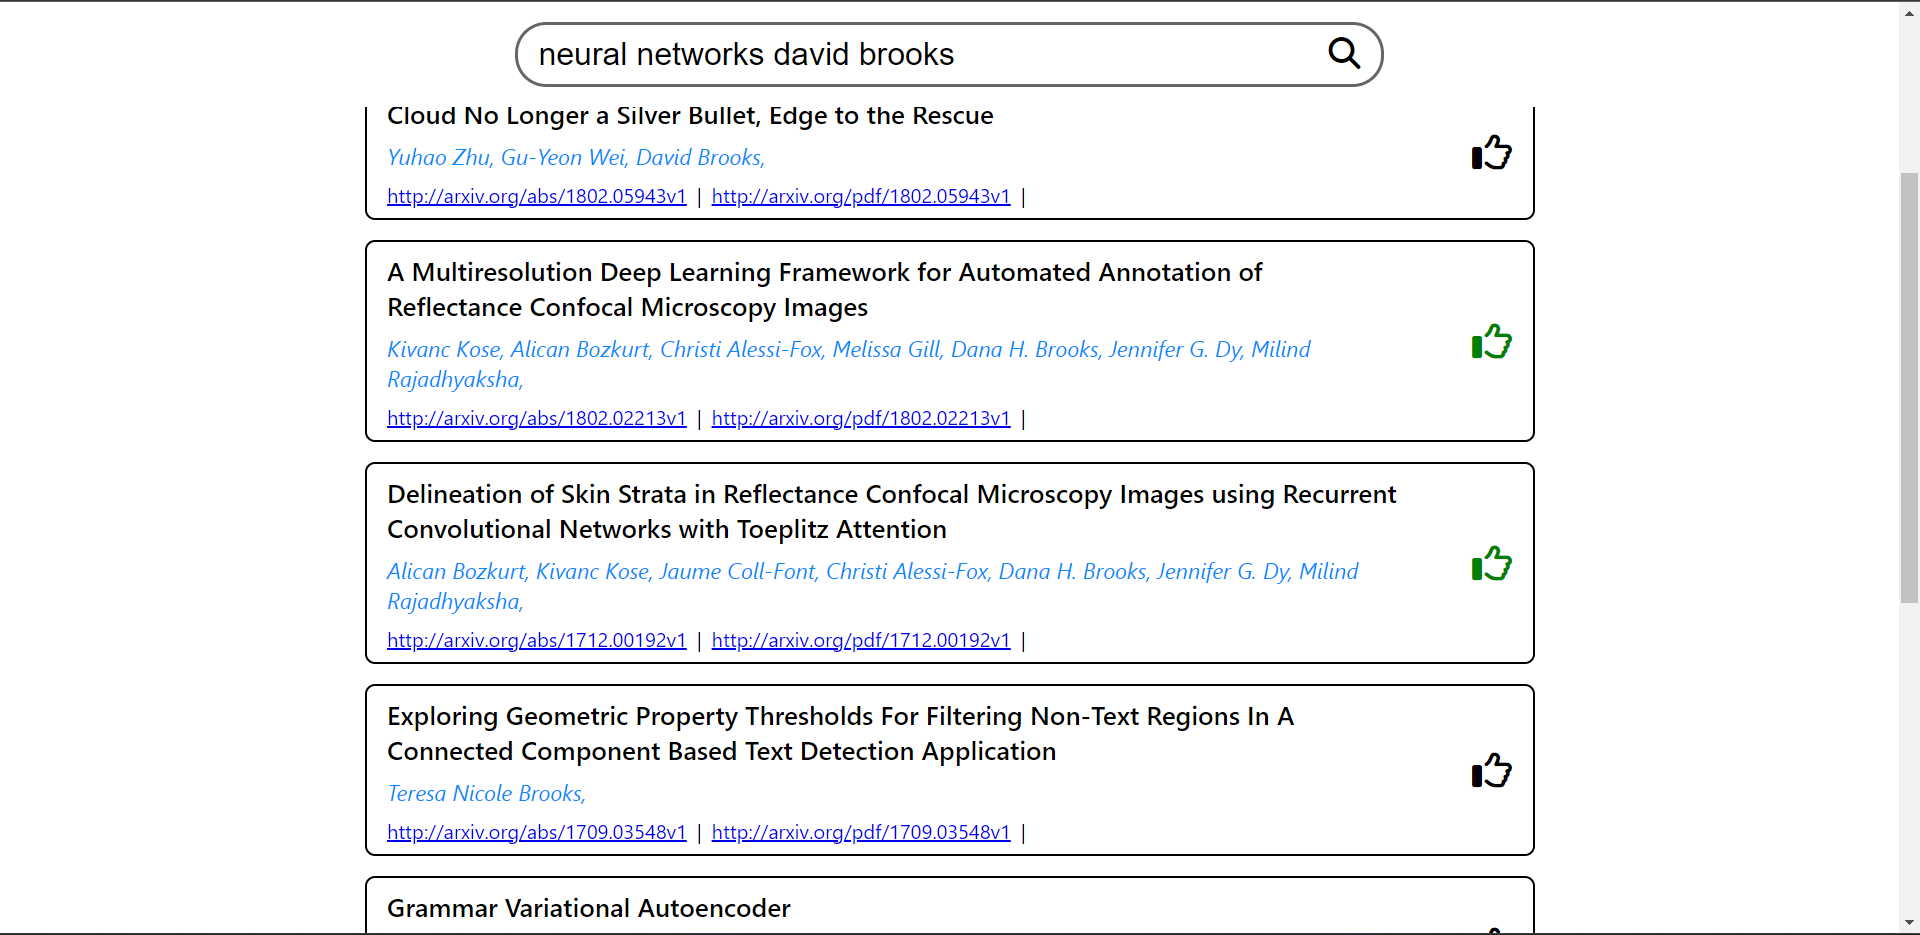 neural networks david brooks
Cloud No Longer a Silver Bullet, Edge to the Rescue
Yuhao Zhu, Gu-Yeon Wei, David Brooks,
http://arxiv.org/abs/1802.05943v1 | http://arxiv.org/pdf/1802.05943v1 |
A Multiresolution Deep Learning Framework for Automated Annotation of
Reflectance Confocal Microscopy Images
Kivanc Kose, Alican Bozkurt, Christi Alessi-Fox, Melissa Gill, Dana H. Brooks, Jennifer G. Dy, Milind
Rajadhyaksha,
http://arxiv.org/abs/1802.02213v1 | http://arxiv.org/pdf/1802.02213v1 |
Delineation of Skin Strata in Reflectance Confocal Microscopy Images using Recurrent
Convolutional Networks with Toeplitz Attention
Alican Bozkurt, Kivanc Kose, Jaume Coll-Font, Christi Alessi-Fox, Dana H. Brooks, Jennifer G. Dy, Milind
Rajadhyaksha,
http://arxiv.org/abs/1712.00192v1 | http://arxiv.org/pdf/1712.00192v1 |
Exploring Geometric Property Thresholds For Filtering Non-Text Regions In A
Connected Component Based Text Detection Application
Teresa Nicole Brooks,
http://arxiv.org/abs/1709.03548v1 | http://arxiv.org/pdf/1709.03548v1 |
Grammar Variational Autoencoder